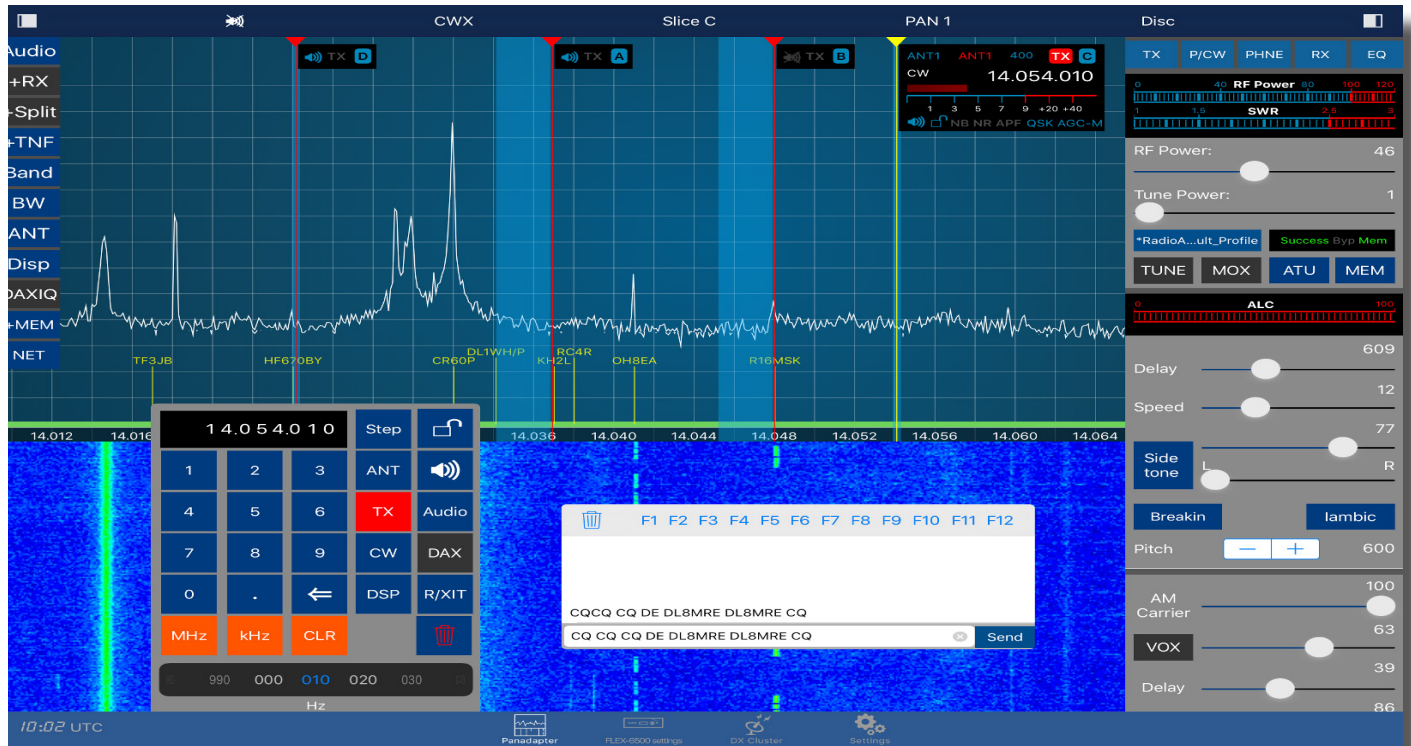 CWX Slice C PAN 1 Disc
Audio
+RX
+Split
+TNF
Band
BW
ANT
Disp
DAXIQ
+MEM
NET
TX D
TX A
TX B
ANT1 ANT1 400 TX C
CW 14.054.010
1 3 5 7 9 +20 +40
NB NR APF QSK AGC-M
TF3JB HF670BY CR60P DL1WH/P KH2L RC4R OH8EA R16MSK
14.012 14.016 14.036 14.040 14.044 14.048 14.052 14.056 14.060 14.064
14.054.010 Step
1 2 3 ANT
4 5 6 TX Audio
7 8 9 CW DAX
0 . ⇐ DSP R/XIT
MHz kHz CLR
990 000 010 020 030
Hz
F1 F2 F3 F4 F5 F6 F7 F8 F9 F10 F11 F12
CQCQ CQ DE DL8MRE DL8MRE CQ
CQ CQ CQ DE DL8MRE DL8MRE CQ Send
TX P/CW PHNE RX EQ
0 40 RF Power 80 100 120
1 1.5 SWR 2.5 3
RF Power: 46
Tune Power: 1
*RadioA...ult_Profile Success Byp Mem
TUNE MOX ATU MEM
0 ALC 100
609
Delay
12
Speed
77
Side tone L R
Breakin Iambic
Pitch — + 600
100
AM Carrier
63
VOX
39
Delay
86
10:02 UTC
Panadapter FLEX-6500 settings DX Cluster Settings